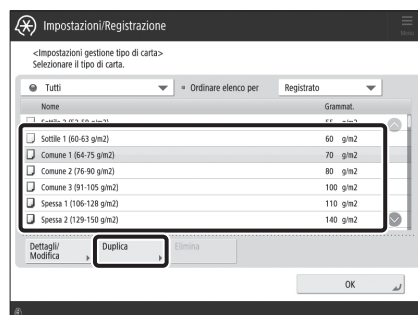 Impostazioni/Registrazione
Menu
<Impostazioni gestione tipo di carta>
Selezionare il tipo di carta.
Tutti
Ordinare elenco per
Registrato
Nome
Grammat.
Sottile 1 (60-63 g/m2) 60 g/m2
Comune 1 (64-75 g/m2) 70 g/m2
Comune 2 (76-90 g/m2) 80 g/m2
Comune 3 (91-105 g/m2) 100 g/m2
Spessa 1 (106-128 g/m2) 110 g/m2
Spessa 2 (129-150 g/m2) 140 g/m2
Dettagli/
Modifica
Duplica
Elimina
OK